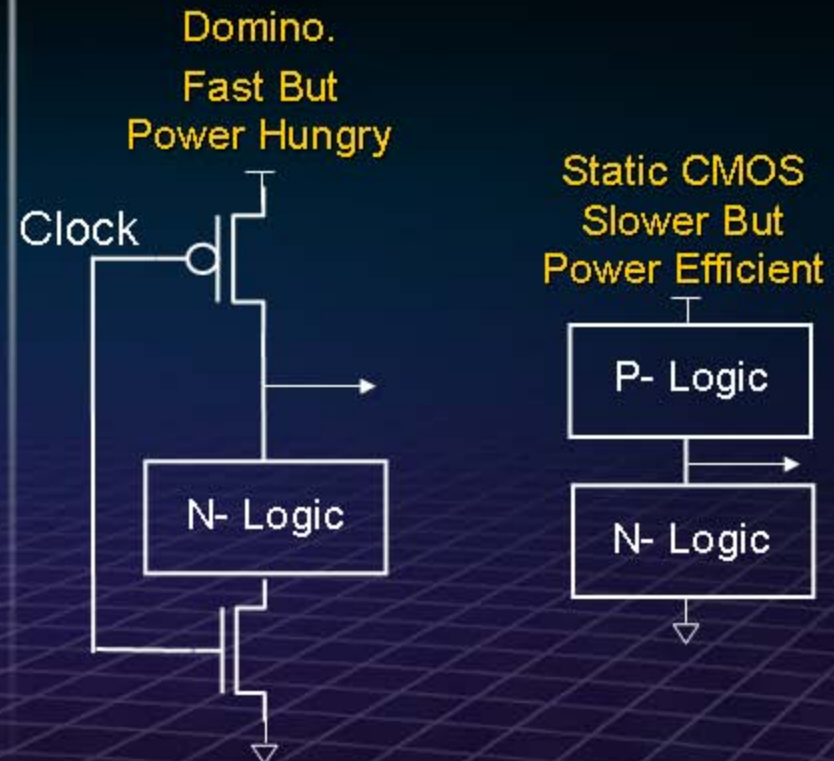 Domino.
Fast But
Power Hungry
Clock
N- Logic
Static CMOS
Slower But
Power Efficient
P- Logic
N- Logic